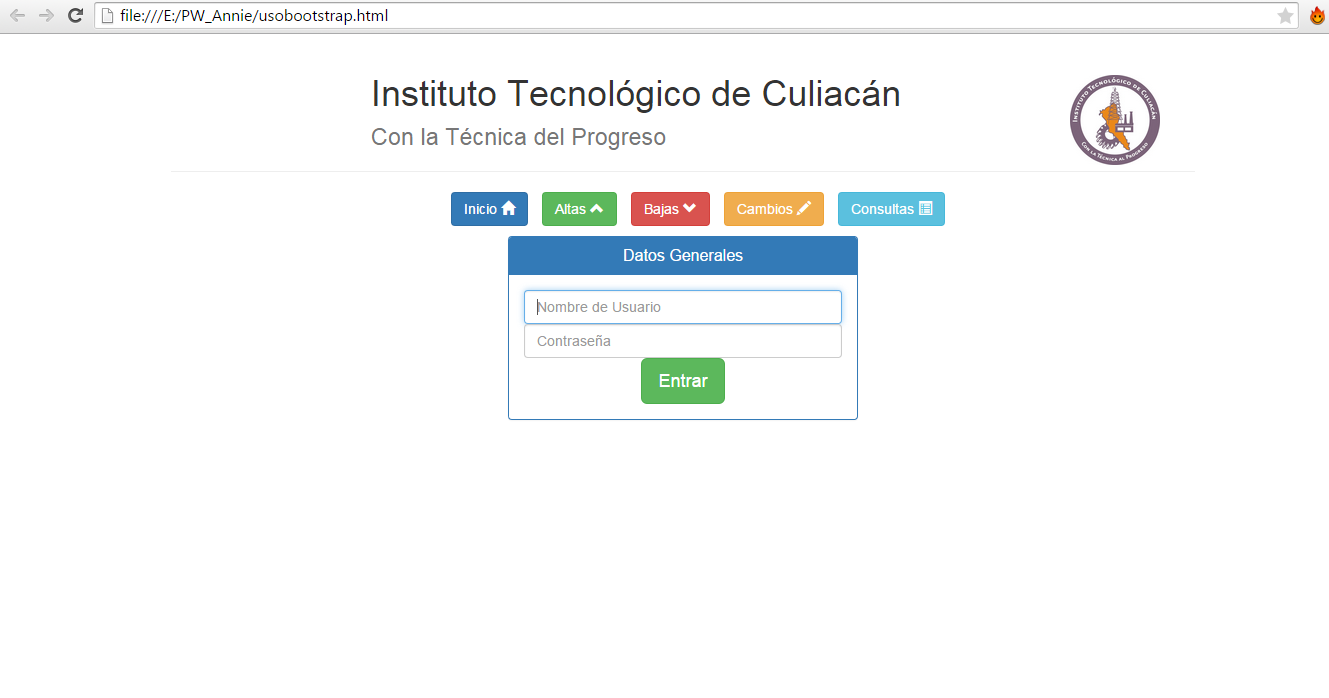 file:///E:/PW_Annie/usobootstrap.html
Instituto Tecnológico de Culiacán
Con la Técnica del Progreso
INSTITUTO TECNOLÓGICO DE CULIACÁN
CON LA TÉCNICA AL PROGRESO
Inicio Altas Bajas Cambios Consultas
Datos Generales
Nombre de Usuario
Contraseña
Entrar